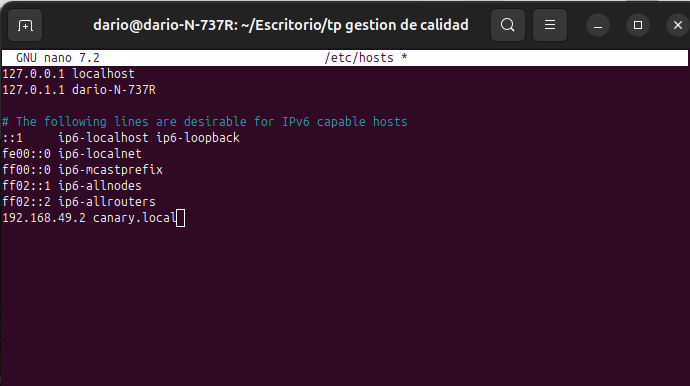 dario@dario-N-737R: ~/Escritorio/tp gestion de calidad
GNU nano 7.2 /etc/hosts *
127.0.0.1 localhost
127.0.1.1 dario-N-737R
# The following lines are desirable for IPv6 capable hosts
::1     ip6-localhost ip6-loopback
fe00::0 ip6-localnet
ff00::0 ip6-mcastprefix
ff02::1 ip6-allnodes
ff02::2 ip6-allrouters
192.168.49.2 canary.local